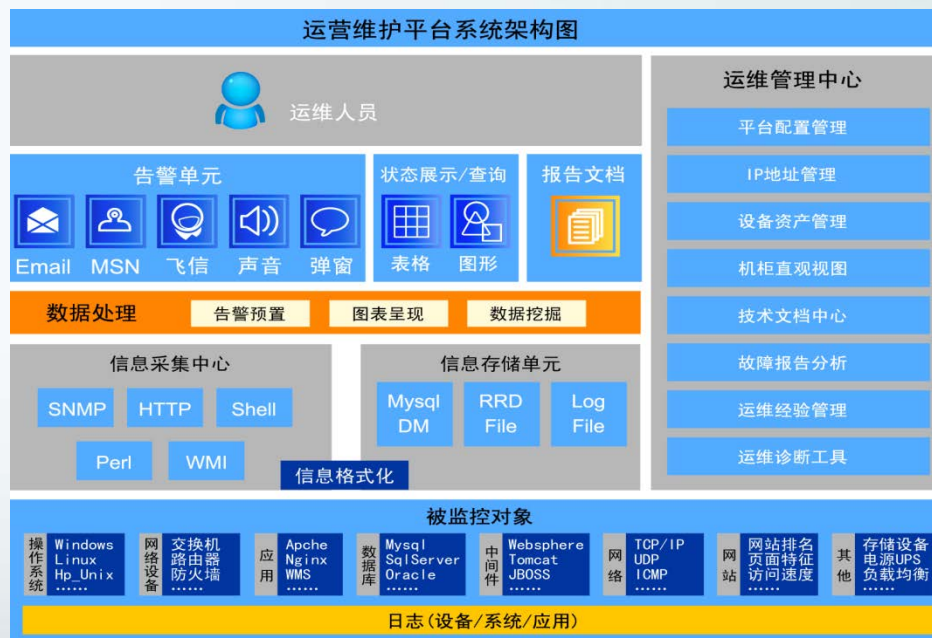 运营维护平台系统架构图
运维人员
告警单元
Email
MSN
飞信
声音
弹窗
状态展示/查询
表格
图形
报告文档
数据处理
告警预置
图表呈现
数据挖掘
信息采集中心
SNMP
HTTP
Shell
Perl
WMI
信息存储单元
Mysql
DM
RRD
File
Log
File
信息格式化
运维管理中心
平台配置管理
IP地址管理
设备资产管理
机柜直观视图
技术文档中心
故障报告分析
运维经验管理
运维诊断工具
被监控对象
操作系统
Windows
Linux
Hp_Unix
......
网络设备
交换机
路由器
防火墙
......
应用
Apche
Nginx
WMS
......
数据库
Mysql
SqlServer
Oracle
......
中间件
Websphere
Tomcat
JBOSS
......
网络
TCP/IP
UDP
ICMP
......
网站
网站排名
页面特征
访问速度
......
其他
存储设备
电源UPS
负载均衡
......
日志(设备/系统/应用)